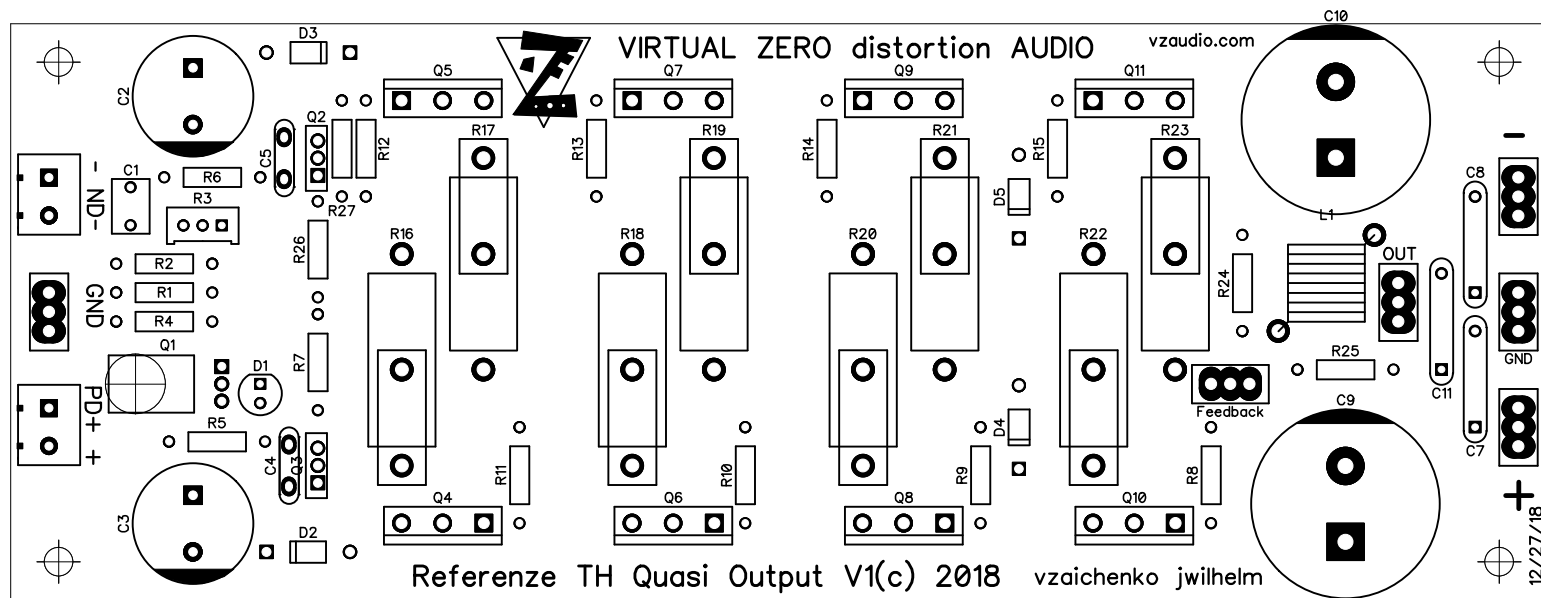 C10
D3
VIRTUAL ZERO distortion AUDIO
vzaudio.com
Q5
Q7
Q9
Q11
C2
Q2
R17
R19
R21
R23
R12
R13
R14
R15
C5
-
C1
R6
C8
- ND-
R3
D5
R27
L1
R26
R16
R18
R20
R22
OUT
R2
R24
GND
R1
R4
Q1
R7
D1
R25
GND
PD+ +
C11
Feedback
C9
R5
D4
C4
Q3
C7
R11
R10
R9
R8
Q4
Q6
Q8
Q10
+
C3
D2
12/27/18
Referenze TH Quasi Output V1(c) 2018
vzaichenko jwilhelm